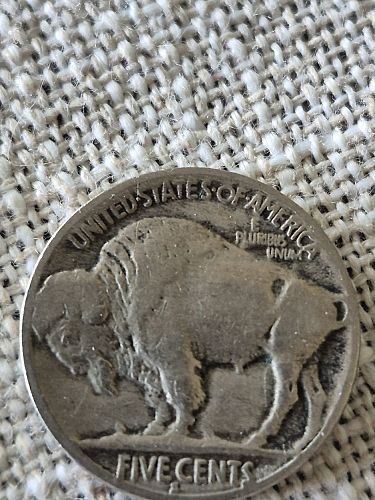 UNITED·STATES·OF·AMERICA
E
PLURIBUS
UNUM
FIVE CENTS